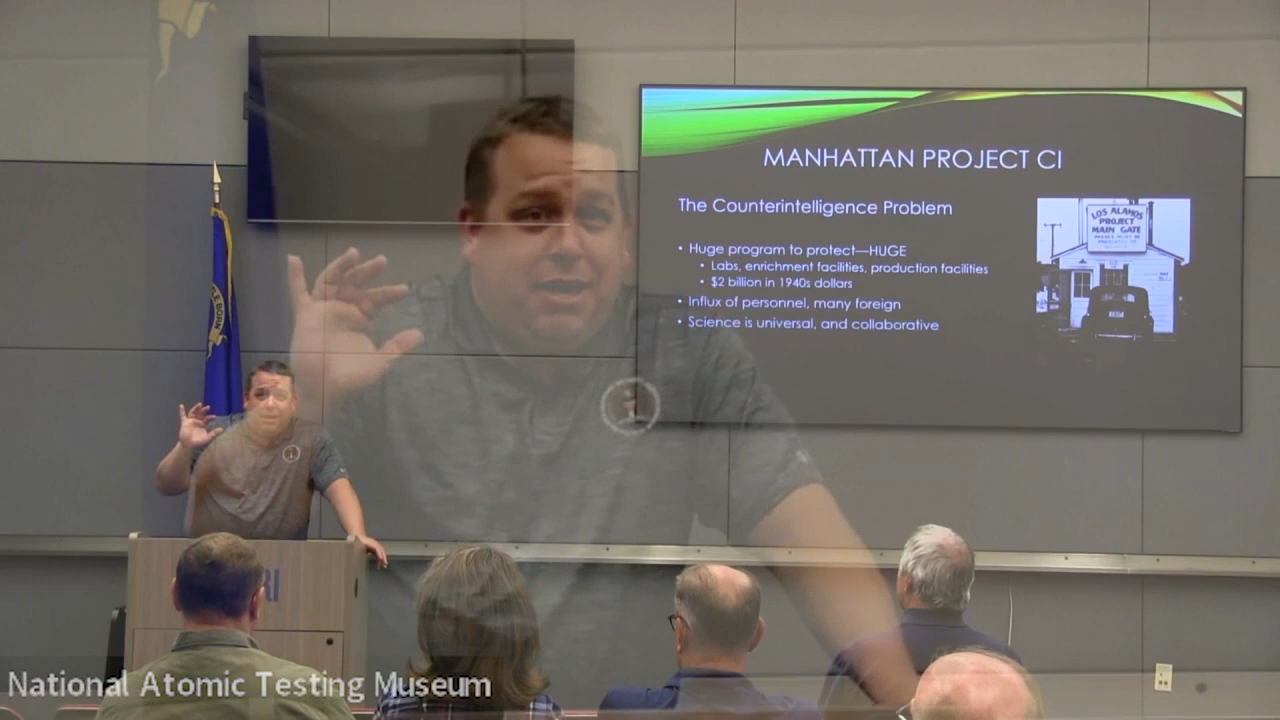 MANHATTAN PROJECT CI
The Counterintelligence Problem
• Huge program to protect—HUGE
• Labs, enrichment facilities, production facilities
• $2 billion in 1940s dollars
• Influx of personnel, many foreign
• Science is universal, and collaborative
LOS ALAMOS
PROJECT
MAIN GATE
National Atomic Testing Museum